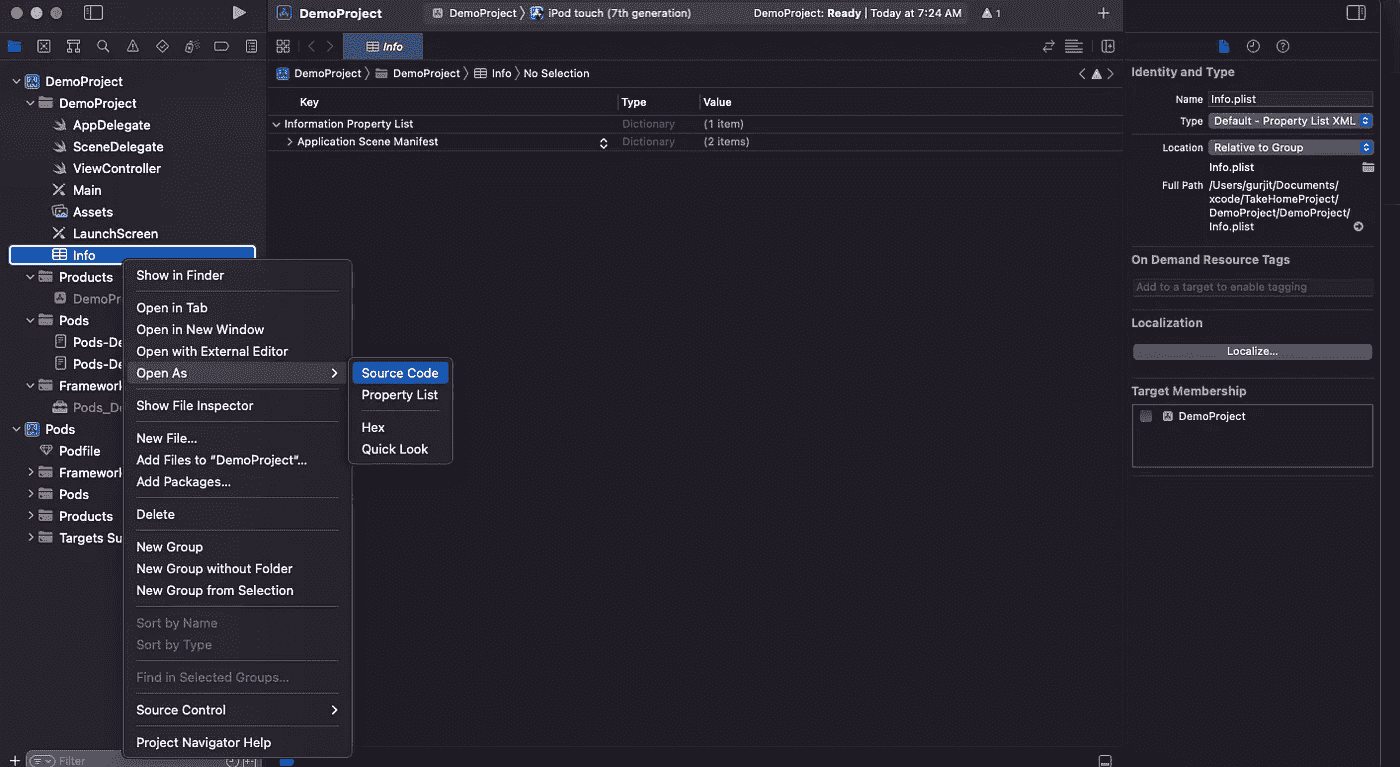 DemoProject
DemoProject
iPod touch (7th generation)
DemoProject: Ready | Today at 7:24 AM
1
Info
DemoProject
DemoProject
Info
No Selection
Key
Type
Value
Information Property List
Dictionary
(1 item)
Application Scene Manifest
Dictionary
(2 items)
DemoProject
DemoProject
AppDelegate
SceneDelegate
ViewController
Main
Assets
LaunchScreen
Info
Products
DemoPr
Pods
Pods-De
Pods-De
Framework
Pods_De
Pods
Podfile
Framework
Pods
Products
Targets Su
Filter
Show in Finder
Open in Tab
Open in New Window
Open with External Editor
Open As
Show File Inspector
New File...
Add Files to “DemoProject”...
Add Packages...
Delete
New Group
New Group without Folder
New Group from Selection
Sort by Name
Sort by Type
Find in Selected Groups...
Source Control
Project Navigator Help
Source Code
Property List
Hex
Quick Look
Identity and Type
Name
Info.plist
Type
Default - Property List XML
Location
Relative to Group
Info.plist
Full Path
/Users/gurjit/Documents/
xcode/TakeHomeProject/
DemoProject/DemoProject/
Info.plist
On Demand Resource Tags
Add to a target to enable tagging
Localization
Localize...
Target Membership
DemoProject